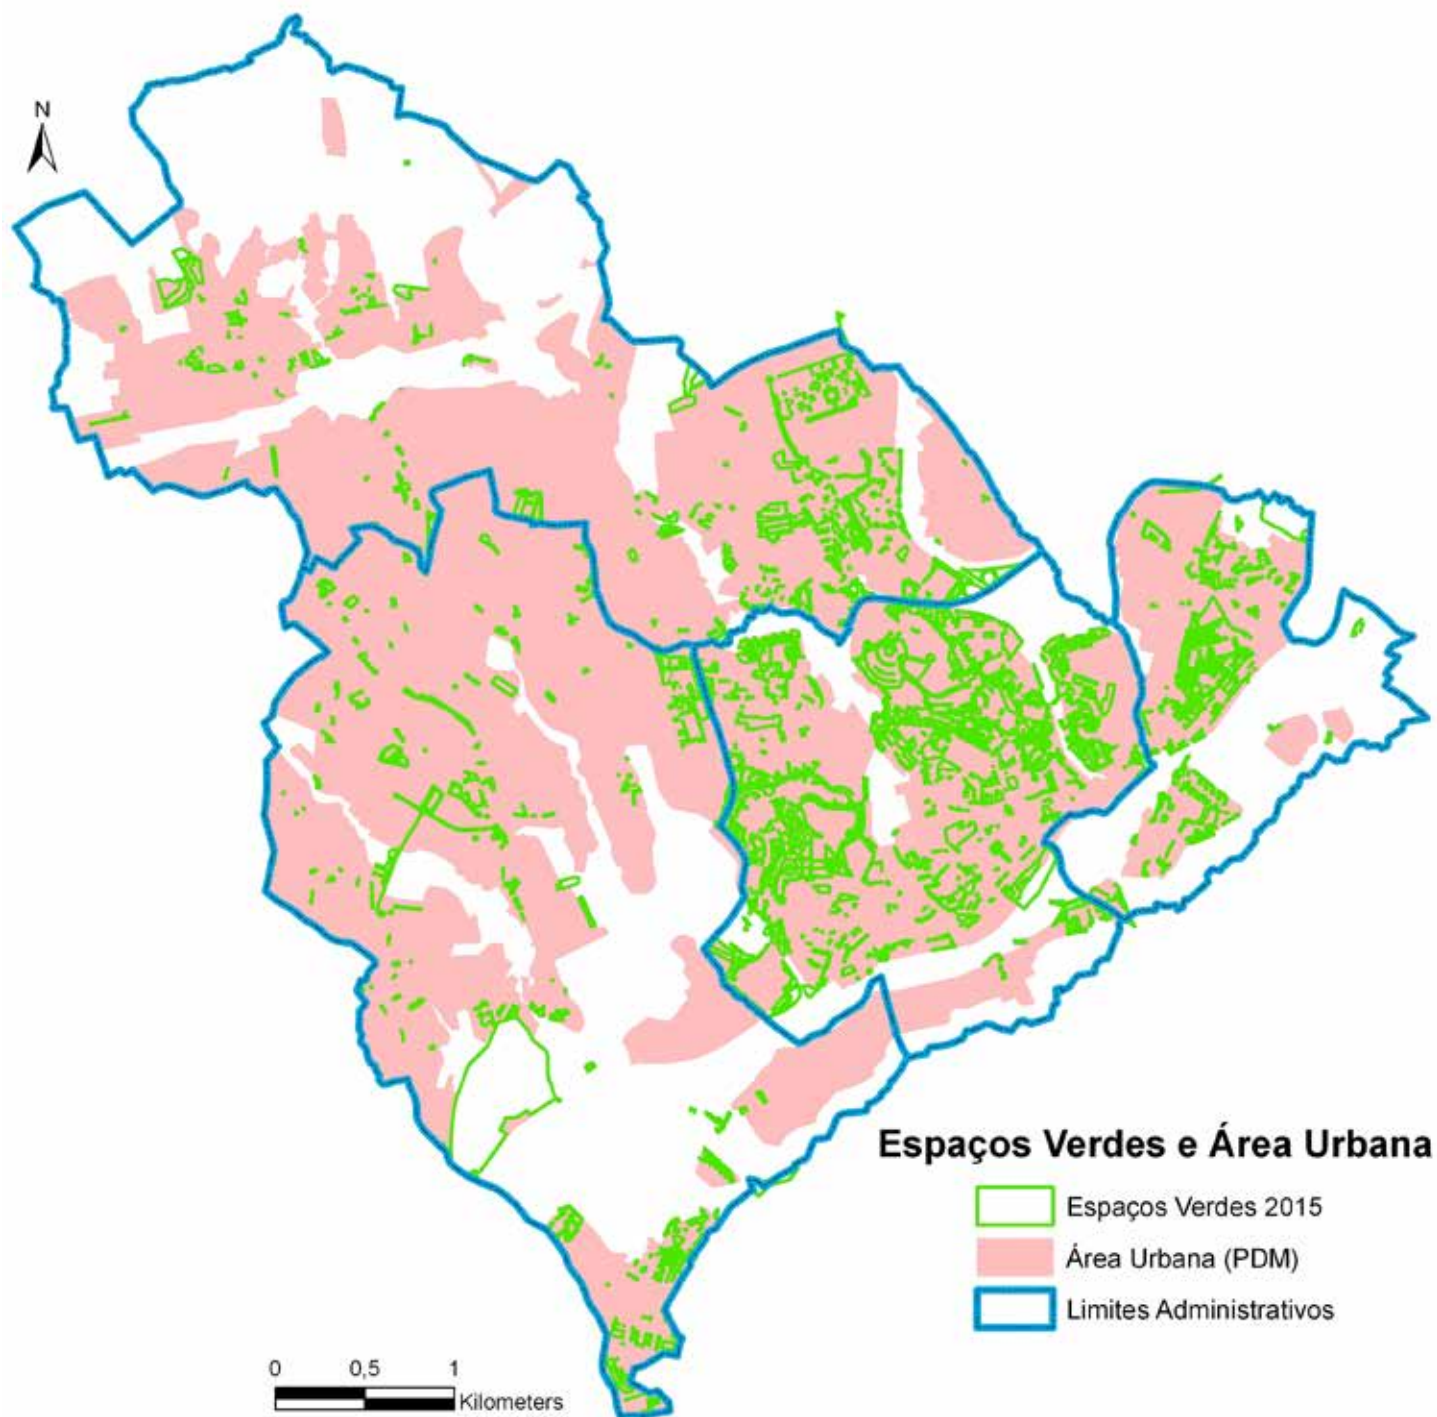 N
Espaços Verdes e Área Urbana
Espaços Verdes 2015
Área Urbana (PDM)
Limites Administrativos
0 0,5 1
Kilometers